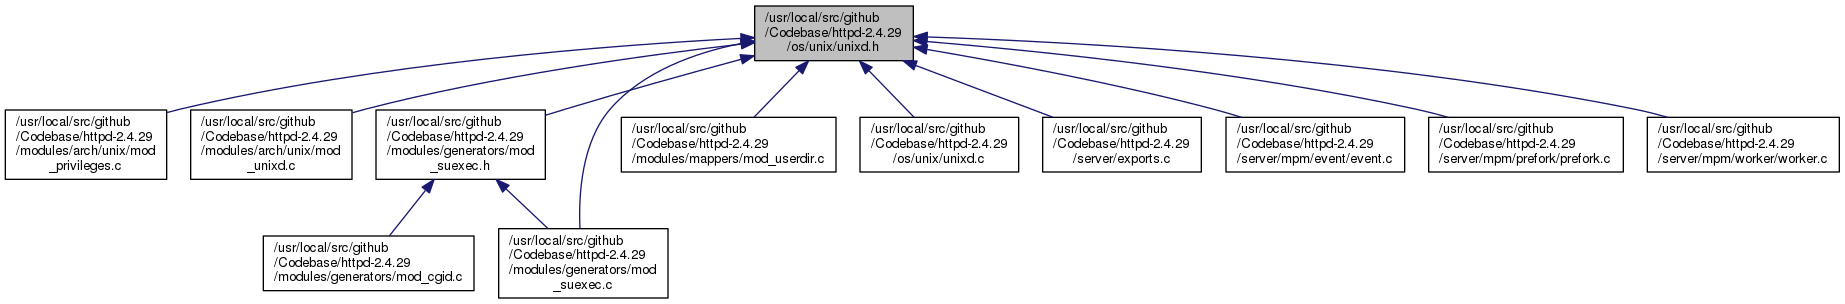 /usr/local/src/github
/Codebase/httpd-2.4.29
/os/unix/unixd.h
/usr/local/src/github
/Codebase/httpd-2.4.29
/modules/arch/unix/mod
_privileges.c
/usr/local/src/github
/Codebase/httpd-2.4.29
/modules/arch/unix/mod
_unixd.c
/usr/local/src/github
/Codebase/httpd-2.4.29
/modules/generators/mod
_suexec.h
/usr/local/src/github
/Codebase/httpd-2.4.29
/modules/mappers/mod_userdir.c
/usr/local/src/github
/Codebase/httpd-2.4.29
/os/unix/unixd.c
/usr/local/src/github
/Codebase/httpd-2.4.29
/server/exports.c
/usr/local/src/github
/Codebase/httpd-2.4.29
/server/mpm/event/event.c
/usr/local/src/github
/Codebase/httpd-2.4.29
/server/mpm/prefork/prefork.c
/usr/local/src/github
/Codebase/httpd-2.4.29
/server/mpm/worker/worker.c
/usr/local/src/github
/Codebase/httpd-2.4.29
/modules/generators/mod_cgid.c
/usr/local/src/github
/Codebase/httpd-2.4.29
/modules/generators/mod
_suexec.c